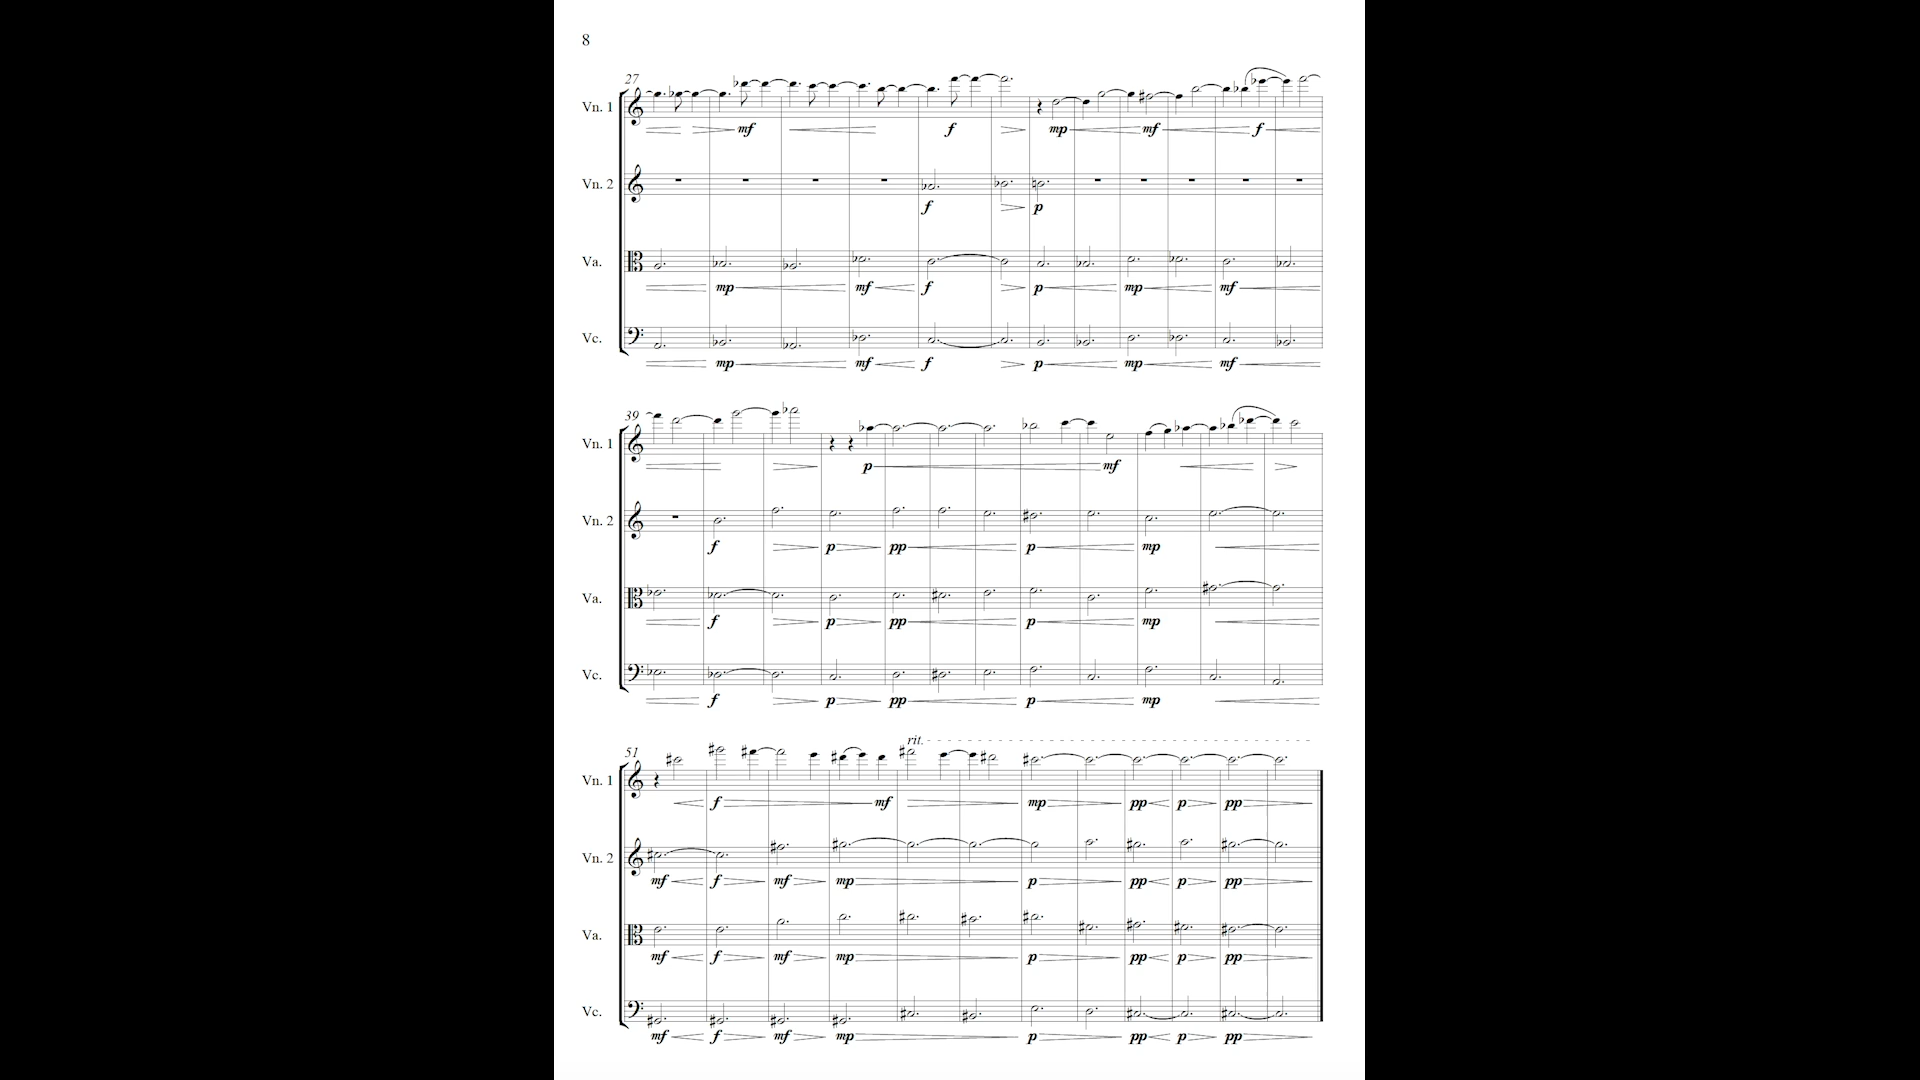 8
27
Vn. 1
mf f mp mf f
Vn. 2
f p
Va.
mp mf f p mp mf
Vc.
mp mf f p mp mf
39
Vn. 1
p mf
Vn. 2
f p pp p mp
Va.
f p pp p mp
Vc.
f p pp p mp
51 rit.
Vn. 1
f mf mp pp p pp
Vn. 2
mf f mf mp p pp p pp
Va.
mf f mf mp p pp p pp
Vc.
mf f mf mp p pp p pp